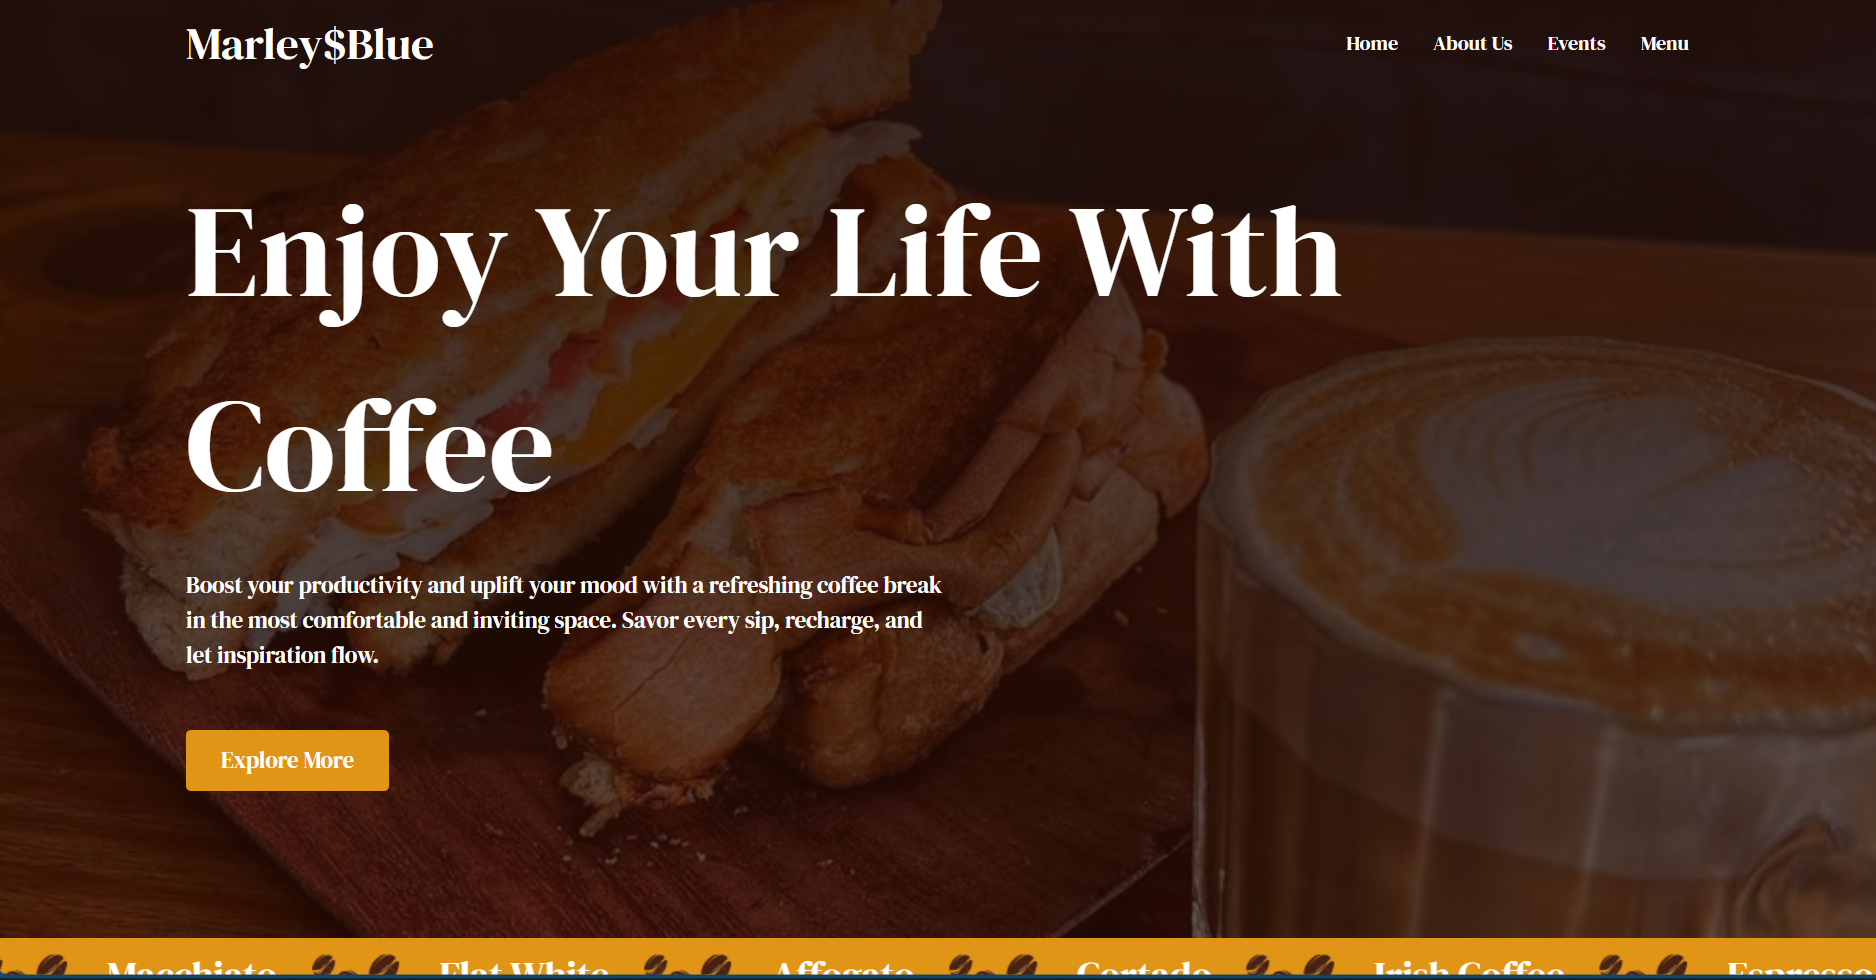 Marley$Blue
Home About Us Events Menu
Enjoy Your Life With
Coffee
Boost your productivity and uplift your mood with a refreshing coffee break
in the most comfortable and inviting space. Savor every sip, recharge, and
let inspiration flow.
Explore More
Macchiato Flat White Affogato Cortado Irish Coffee Espresso